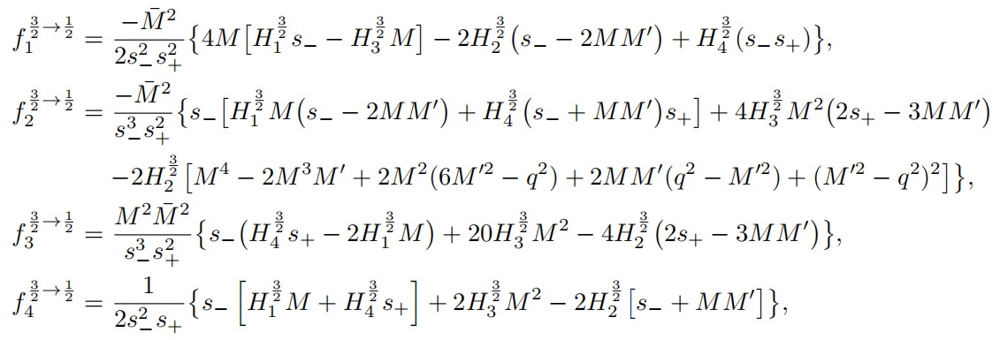 f_1^{\frac{3}{2}\to\frac{1}{2}} = \frac{-\bar{M}^2}{2s_-^2 s_+^2}\{4M[H_1^{\frac{3}{2}} s_- - H_3^{\frac{3}{2}} M] - 2H_2^{\frac{3}{2}}(s_- - 2MM') + H_4^{\frac{3}{2}}(s_- s_+)\},
f_2^{\frac{3}{2}\to\frac{1}{2}} = \frac{-\bar{M}^2}{s_-^3 s_+^2}\{s_-[H_1^{\frac{3}{2}} M(s_- - 2MM') + H_4^{\frac{3}{2}}(s_- + MM')s_+] + 4H_3^{\frac{3}{2}} M^2(2s_+ - 3MM')
-2H_2^{\frac{3}{2}}[M^4 - 2M^3M' + 2M^2(6M'^2 - q^2) + 2MM'(q^2 - M'^2) + (M'^2 - q^2)^2]\},
f_3^{\frac{3}{2}\to\frac{1}{2}} = \frac{M^2\bar{M}^2}{s_-^3 s_+^2}\{s_-(H_4^{\frac{3}{2}} s_+ - 2H_1^{\frac{3}{2}} M) + 20H_3^{\frac{3}{2}} M^2 - 4H_2^{\frac{3}{2}}(2s_+ - 3MM')\},
f_4^{\frac{3}{2}\to\frac{1}{2}} = \frac{1}{2s_-^2 s_+}\{s_-[H_1^{\frac{3}{2}} M + H_4^{\frac{3}{2}} s_+] + 2H_3^{\frac{3}{2}} M^2 - 2H_2^{\frac{3}{2}}[s_- + MM']\},